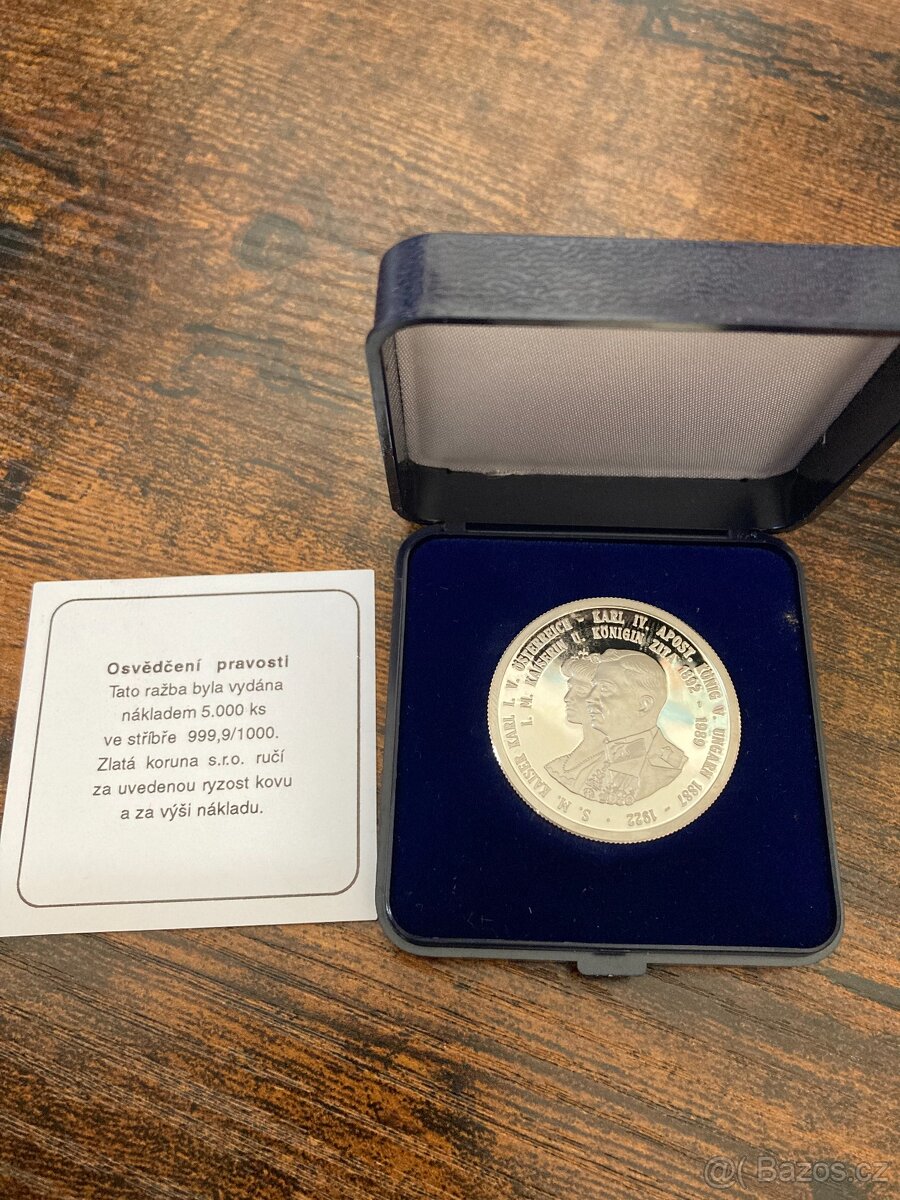 Osvědčení pravosti
Tato ražba byla vydána
nákladem 5.000 ks
ve stříbře 999,9/1000.
Zlatá koruna s.r.o. ručí
za uvedenou ryzost kovu
a za výši nákladu.
S. M. KAISER KARL I. V. ÖSTERREICH - KARL IV. APOST. KÖNIG V. UNGARN 1887 - 1922 ·
I. M. KAISERIN U. KÖNIGIN ZITA 1892 - 1989
@( Bazos.cz